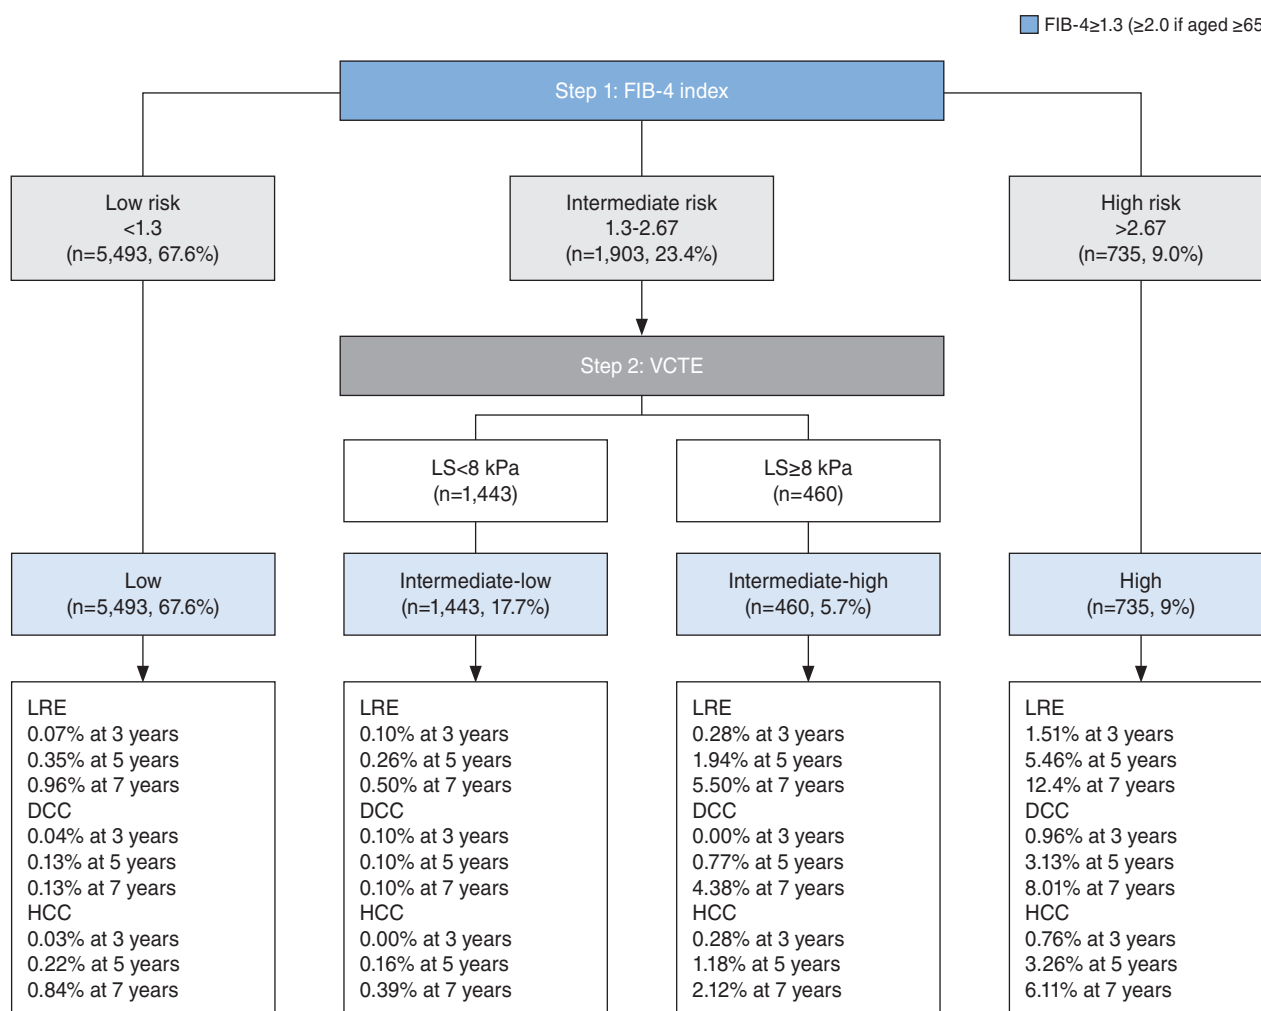 FIB-4≥1.3 (≥2.0 if aged ≥65
Step 1: FIB-4 index
Low risk
<1.3
(n=5,493, 67.6%)
Intermediate risk
1.3-2.67
(n=1,903, 23.4%)
High risk
>2.67
(n=735, 9.0%)
Step 2: VCTE
LS<8 kPa
(n=1,443)
LS≥8 kPa
(n=460)
Low
(n=5,493, 67.6%)
Intermediate-low
(n=1,443, 17.7%)
Intermediate-high
(n=460, 5.7%)
High
(n=735, 9%)
LRE
0.07% at 3 years
0.35% at 5 years
0.96% at 7 years
DCC
0.04% at 3 years
0.13% at 5 years
0.13% at 7 years
HCC
0.03% at 3 years
0.22% at 5 years
0.84% at 7 years
LRE
0.10% at 3 years
0.26% at 5 years
0.50% at 7 years
DCC
0.10% at 3 years
0.10% at 5 years
0.10% at 7 years
HCC
0.00% at 3 years
0.16% at 5 years
0.39% at 7 years
LRE
0.28% at 3 years
1.94% at 5 years
5.50% at 7 years
DCC
0.00% at 3 years
0.77% at 5 years
4.38% at 7 years
HCC
0.28% at 3 years
1.18% at 5 years
2.12% at 7 years
LRE
1.51% at 3 years
5.46% at 5 years
12.4% at 7 years
DCC
0.96% at 3 years
3.13% at 5 years
8.01% at 7 years
HCC
0.76% at 3 years
3.26% at 5 years
6.11% at 7 years